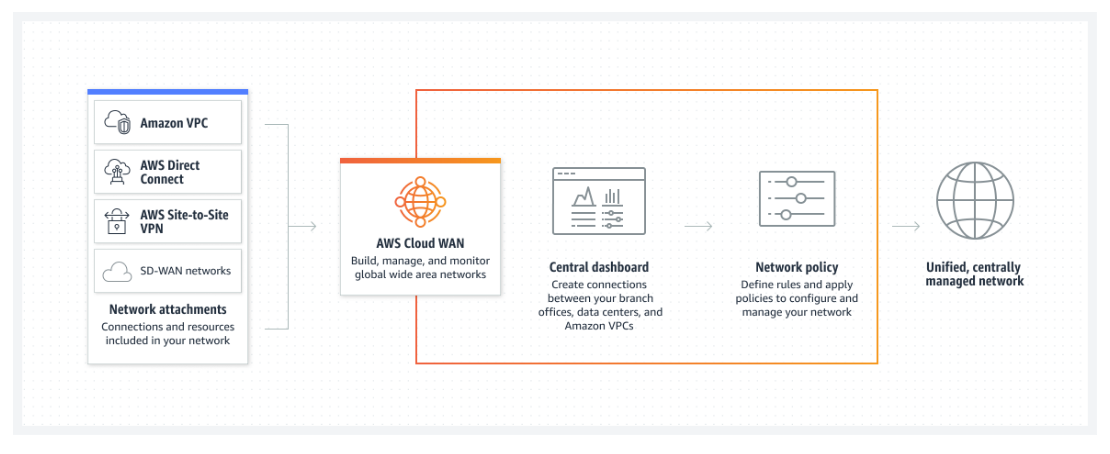 Amazon VPC
AWS Direct
Connect
AWS Site-to-Site
VPN
SD-WAN networks
Network attachments
Connections and resources
included in your network
AWS Cloud WAN
Build, manage, and monitor
global wide area networks
Central dashboard
Create connections
between your branch
offices, data centers, and
Amazon VPCs
Network policy
Define rules and apply
policies to configure and
manage your network
Unified, centrally
managed network